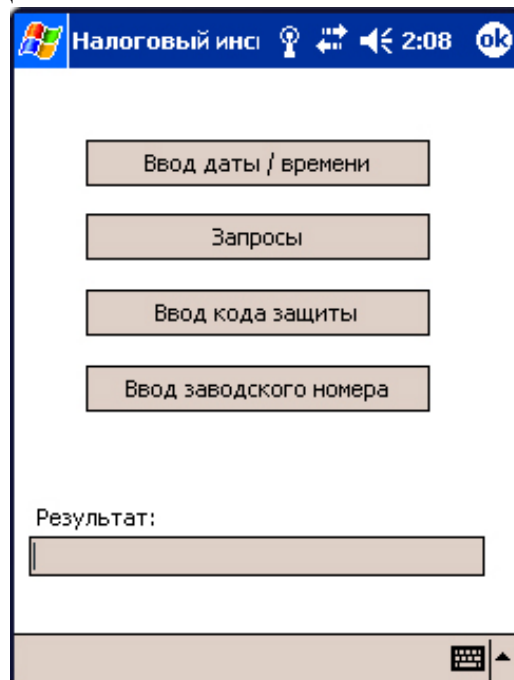 Налоговый инс 2:08 ok
Ввод даты / времени
Запросы
Ввод кода защиты
Ввод заводского номера
Результат: